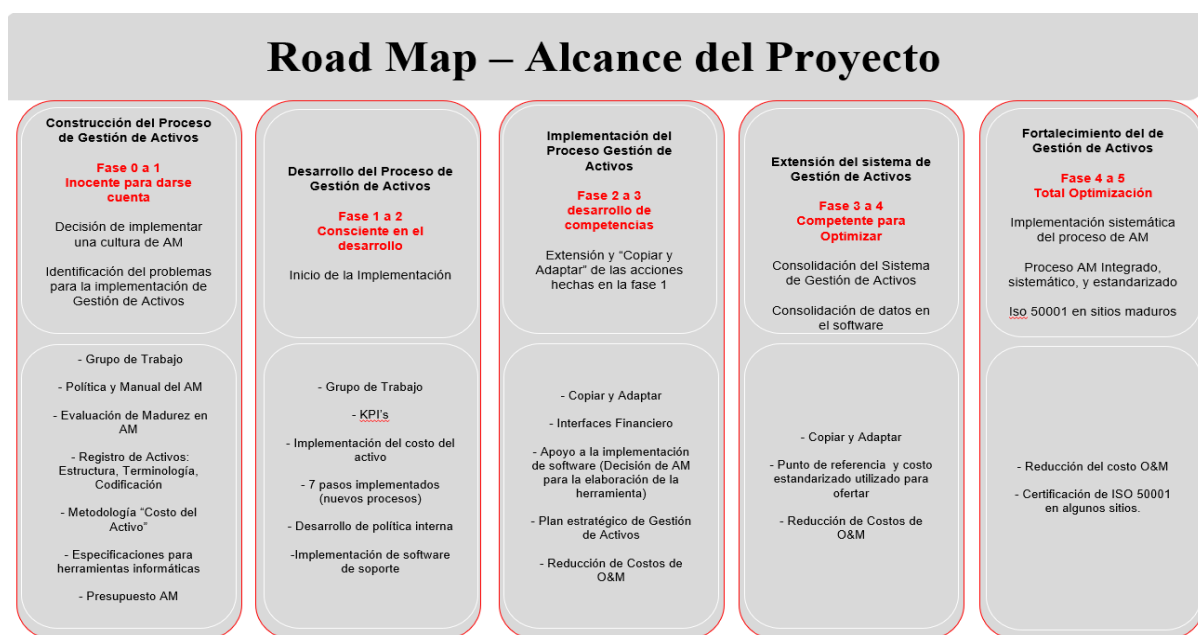 Road Map – Alcance del Proyecto
Construcción del Proceso
de Gestión de Activos
Fase 0 a 1
Inocente para darse
cuenta
Decisión de implementar
una cultura de AM
Identificación del problemas
para la implementación de
Gestión de Activos
- Grupo de Trabajo
- Política y Manual del AM
- Evaluación de Madurez en
AM
- Registro de Activos:
Estructura, Terminología,
Codificación
- Metodología “Costo del
Activo”
- Especificaciones para
herramientas informáticas
- Presupuesto AM
Desarrollo del Proceso de
Gestión de Activos
Fase 1 a 2
Consciente en el
desarrollo
Inicio de la Implementación
- Grupo de Trabajo
- KPI’s
- Implementación del costo del
activo
- 7 pasos implementados
(nuevos procesos)
- Desarrollo de política interna
-Implementación de software
de soporte
Implementación del
Proceso Gestión de
Activos
Fase 2 a 3
desarrollo de
competencias
Extensión y “Copiar y
Adaptar” de las acciones
hechas en la fase 1
- Copiar y Adaptar
- Interfaces Financiero
- Apoyo a la implementación
de software (Decisión de AM
para la elaboración de la
herramienta)
- Plan estratégico de Gestión
de Activos
- Reducción de Costos de
O&M
Extensión del sistema de
Gestión de Activos
Fase 3 a 4
Competente para
Optimizar
Consolidación del Sistema
de Gestión de Activos
Consolidación de datos en
el software
- Copiar y Adaptar
- Punto de referencia y costo
estandarizado utilizado para
ofertar
- Reducción de Costos de
O&M
Fortalecimiento del de
Gestión de Activos
Fase 4 a 5
Total Optimización
Implementación sistemática
del proceso de AM
Proceso AM Integrado,
sistemático, y estandarizado
Iso 50001 en sitios maduros
- Reducción del costo O&M
- Certificación de ISO 50001
en algunos sitios.